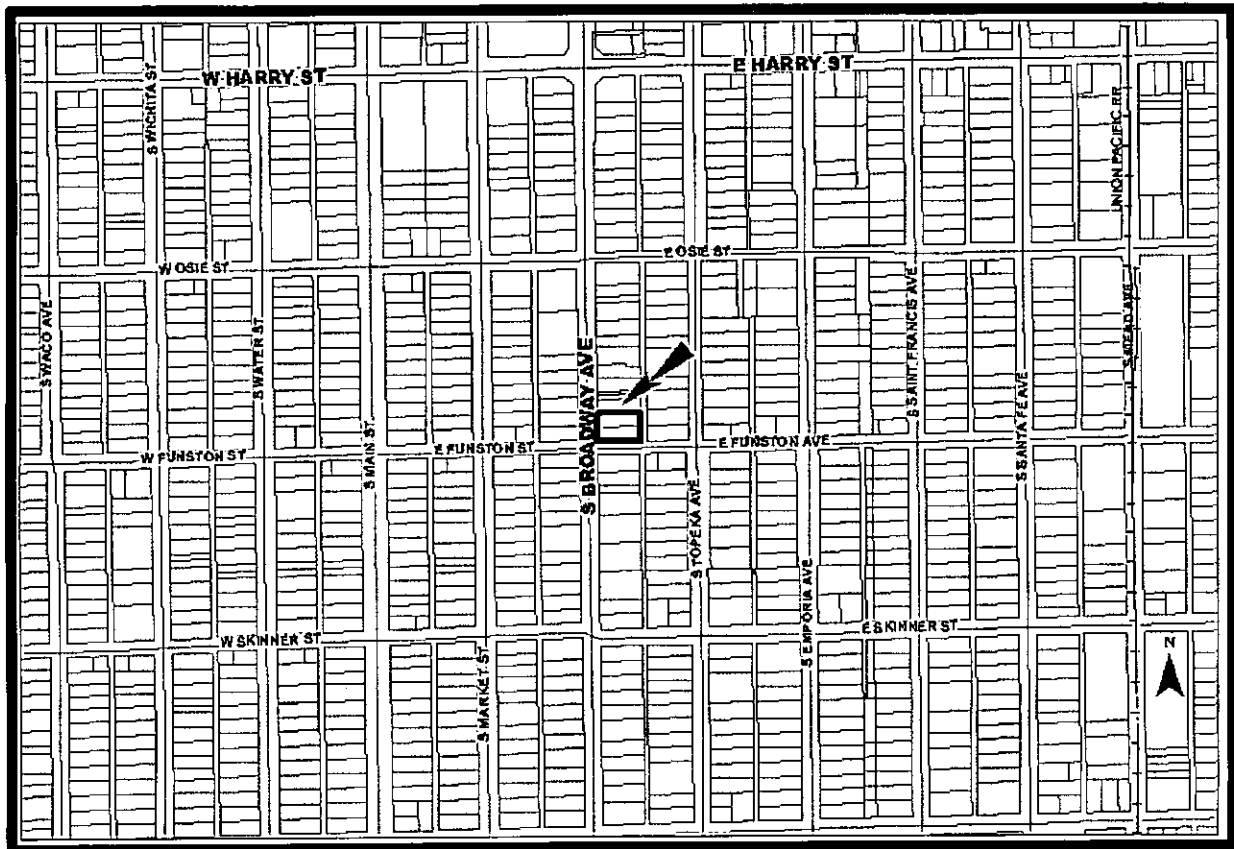 W HARRY ST
E HARRY ST
S WICHITA ST
UNION PACIFIC RR
W OSIE ST
E OSIE ST
S WACO AVE
S WATER ST
S BROADWAY AVE
S SAINT FRANCIS AVE
S MEAD AVE
S MAIN ST
S SANTA FE AVE
W FUNSTON ST
E FUNSTON ST
E FUNSTON AVE
S TOPEKA AVE
S EMPORIA AVE
W SKINNER ST
E SKINNER ST
S MARKET ST
N